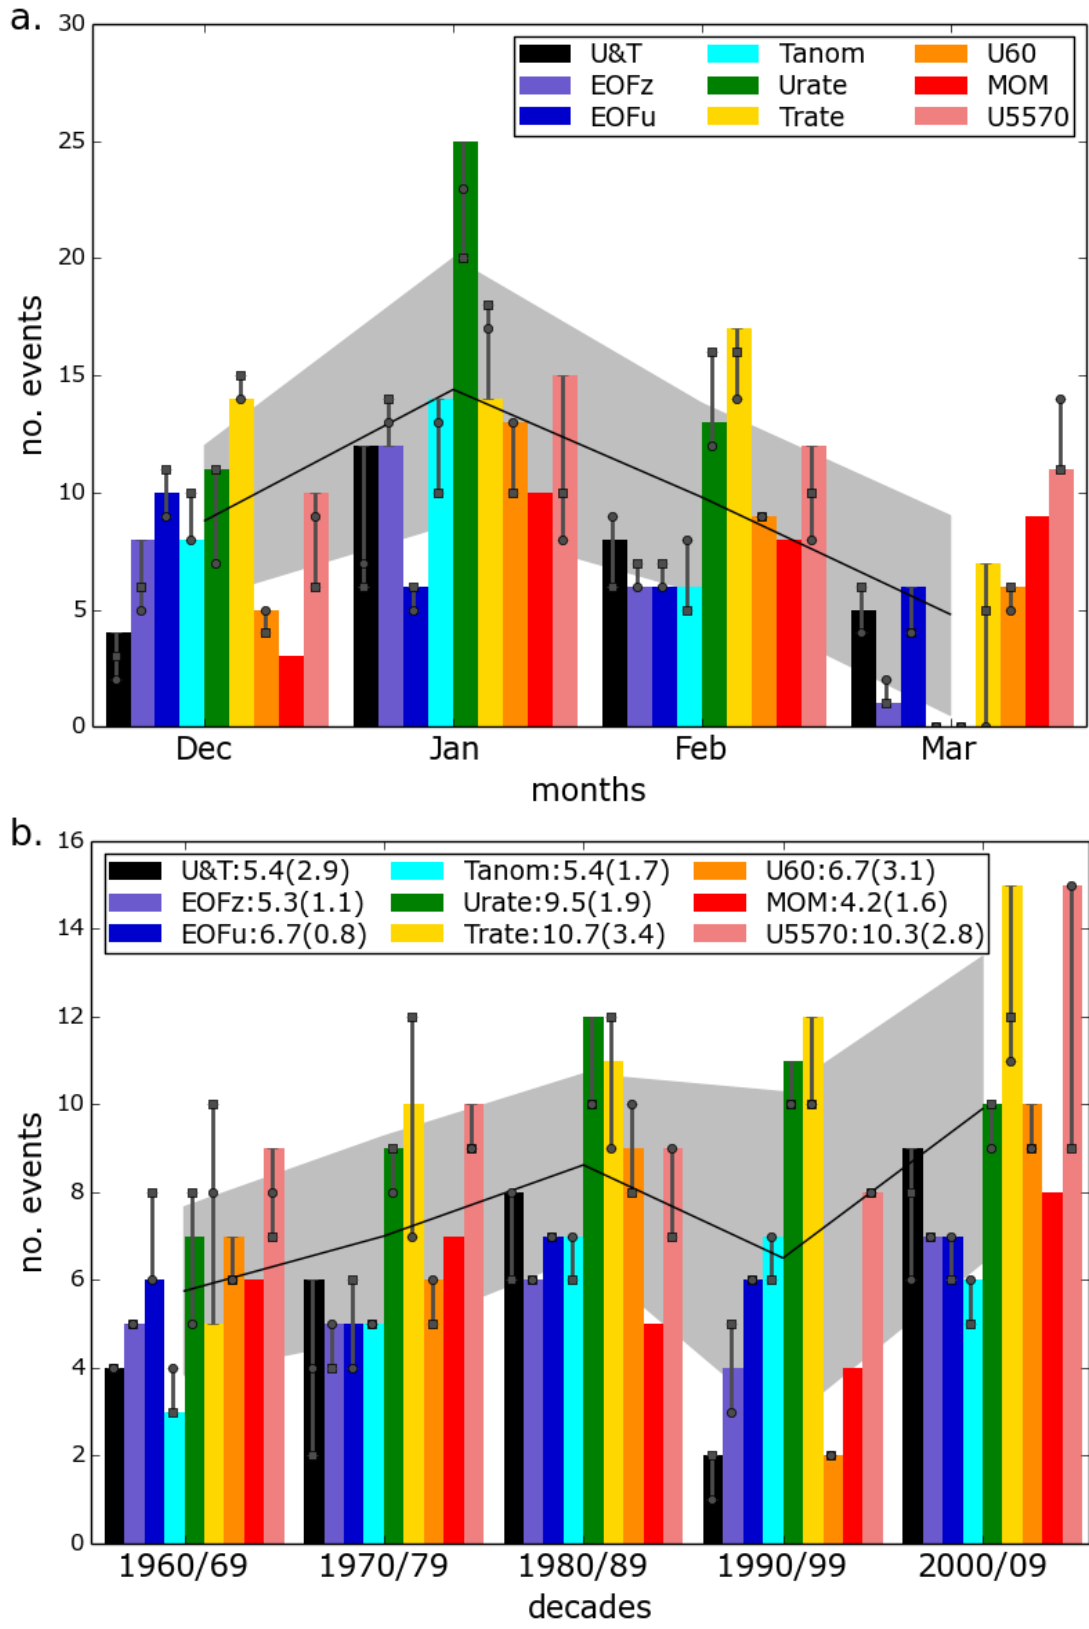 a.
30
25
20
15
10
5
0
no. events
U&T Tanom U60
EOFz Urate MOM
EOFu Trate U5570
Dec Jan Feb Mar
months
b.
16
14
12
10
8
6
4
2
0
no. events
U&T:5.4(2.9) Tanom:5.4(1.7) U60:6.7(3.1)
EOFz:5.3(1.1) Urate:9.5(1.9) MOM:4.2(1.6)
EOFu:6.7(0.8) Trate:10.7(3.4) U5570:10.3(2.8)
1960/69 1970/79 1980/89 1990/99 2000/09
decades